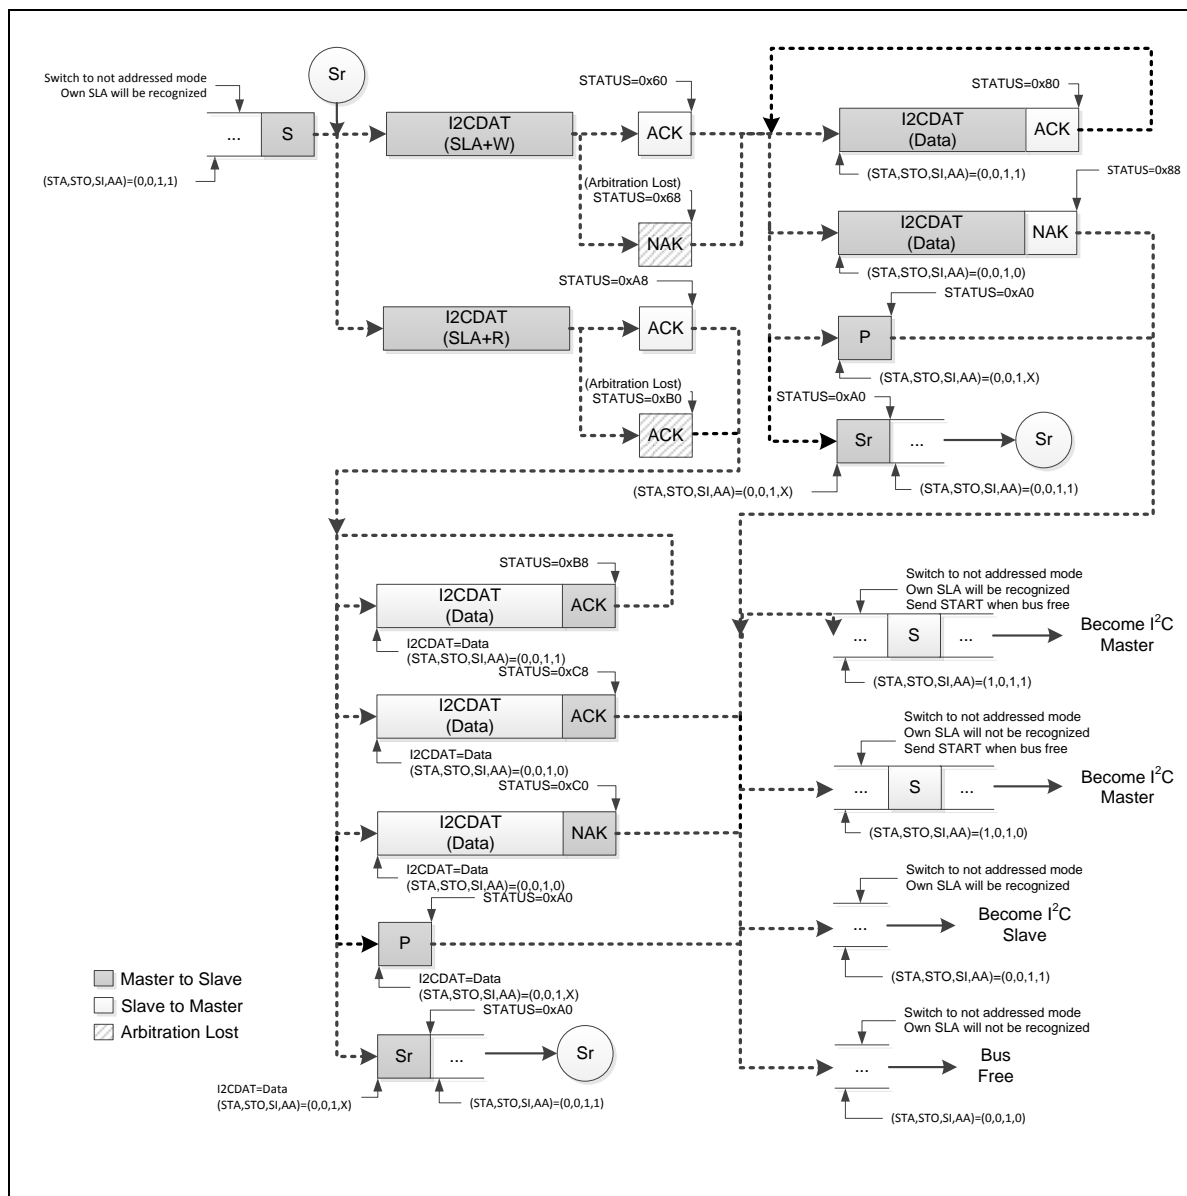 Switch to not addressed mode
Own SLA will be recognized
...
S
(STA,STO,SI,AA)=(0,0,1,1)
Sr
I2CDAT
(SLA+W)
STATUS=0x60
ACK
(Arbitration Lost)
STATUS=0x68
NAK
I2CDAT
(SLA+R)
STATUS=0xA8
ACK
(Arbitration Lost)
STATUS=0xB0
ACK
STATUS=0x80
I2CDAT
(Data)
ACK
(STA,STO,SI,AA)=(0,0,1,1)
STATUS=0x88
I2CDAT
(Data)
NAK
(STA,STO,SI,AA)=(0,0,1,0)
STATUS=0xA0
P
(STA,STO,SI,AA)=(0,0,1,X)
STATUS=0xA0
Sr
...
Sr
(STA,STO,SI,AA)=(0,0,1,X)
(STA,STO,SI,AA)=(0,0,1,1)
STATUS=0xB8
I2CDAT
(Data)
ACK
I2CDAT=Data
(STA,STO,SI,AA)=(0,0,1,1)
STATUS=0xC8
I2CDAT
(Data)
ACK
I2CDAT=Data
(STA,STO,SI,AA)=(0,0,1,0)
STATUS=0xC0
I2CDAT
(Data)
NAK
I2CDAT=Data
(STA,STO,SI,AA)=(0,0,1,0)
STATUS=0xA0
P
I2CDAT=Data
(STA,STO,SI,AA)=(0,0,1,X)
STATUS=0xA0
Sr
...
Sr
I2CDAT=Data
(STA,STO,SI,AA)=(0,0,1,X)
(STA,STO,SI,AA)=(0,0,1,1)
Switch to not addressed mode
Own SLA will be recognized
Send START when bus free
...
S
...
Become I²C
Master
(STA,STO,SI,AA)=(1,0,1,1)
Switch to not addressed mode
Own SLA will not be recognized
Send START when bus free
...
S
...
Become I²C
Master
(STA,STO,SI,AA)=(1,0,1,0)
Switch to not addressed mode
Own SLA will be recognized
...
Become I²C
Slave
(STA,STO,SI,AA)=(0,0,1,1)
Switch to not addressed mode
Own SLA will not be recognized
...
Bus
Free
(STA,STO,SI,AA)=(0,0,1,0)
Master to Slave
Slave to Master
Arbitration Lost